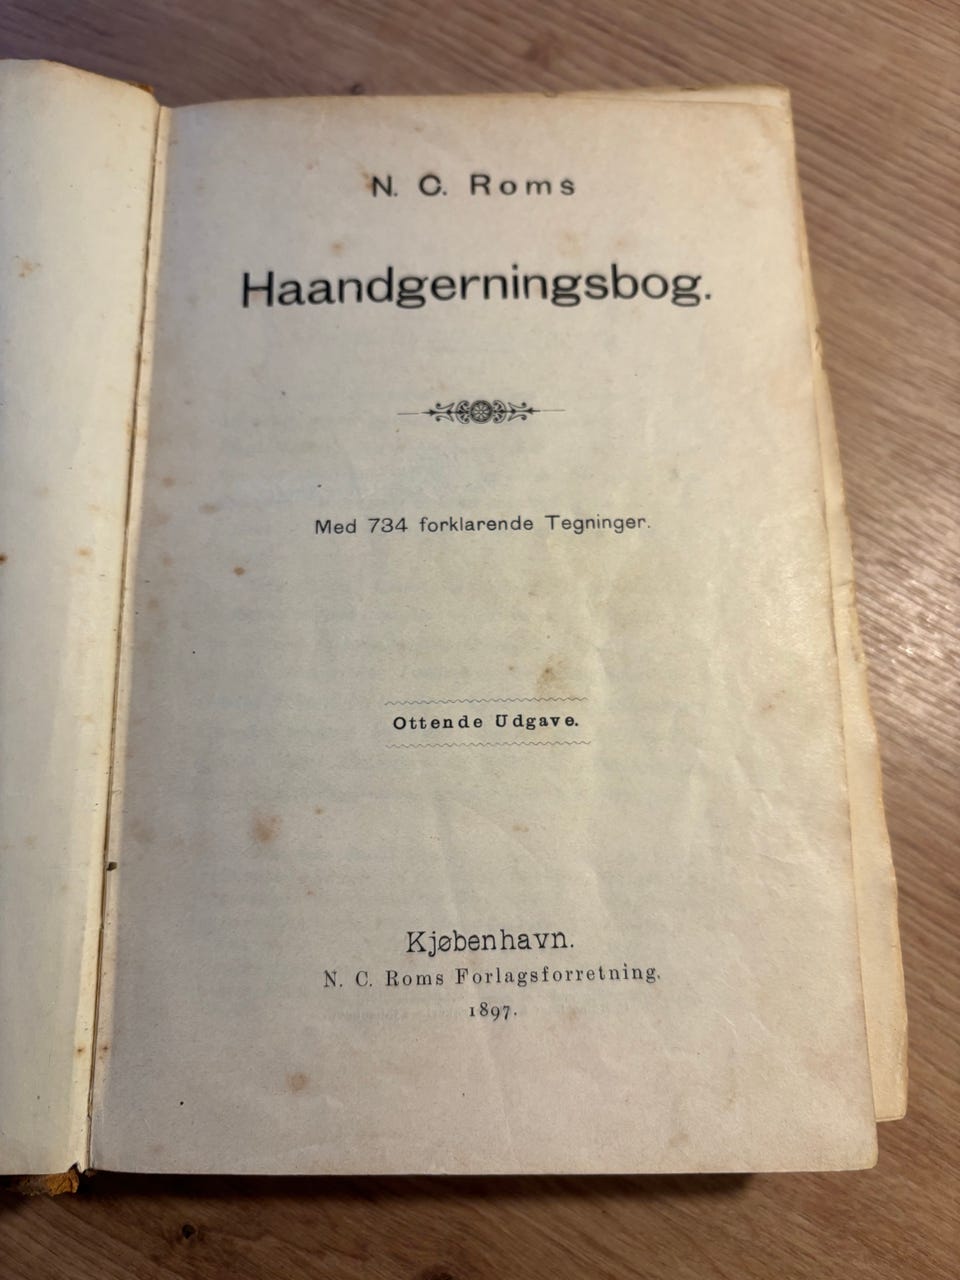 N. C. Roms
Haandgerningsbog.
Med 734 forklarende Tegninger.
Ottende Udgave.
Kjøbenhavn.
N. C. Roms Forlagsforretning.
1897.